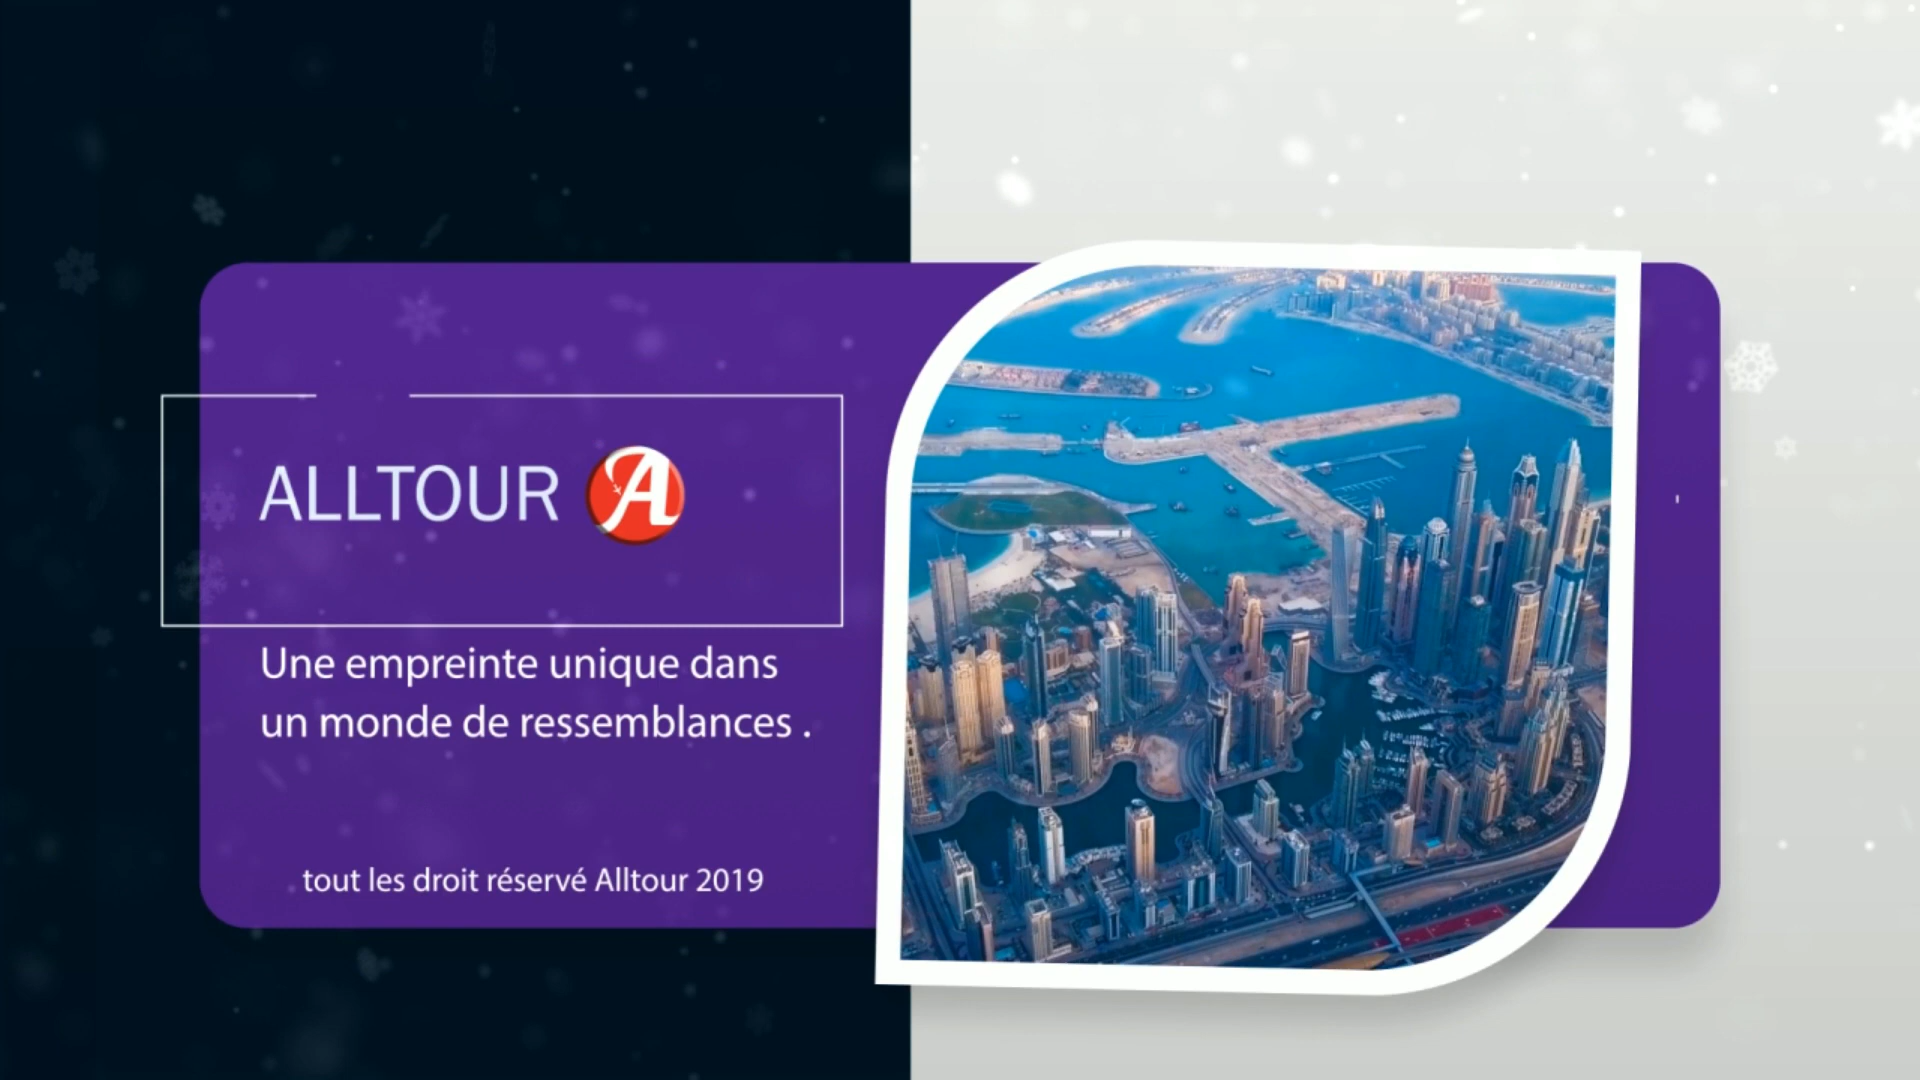 ALLTOUR A
Une empreinte unique dans
un monde de ressemblances .
tout les droit réservé Alltour 2019